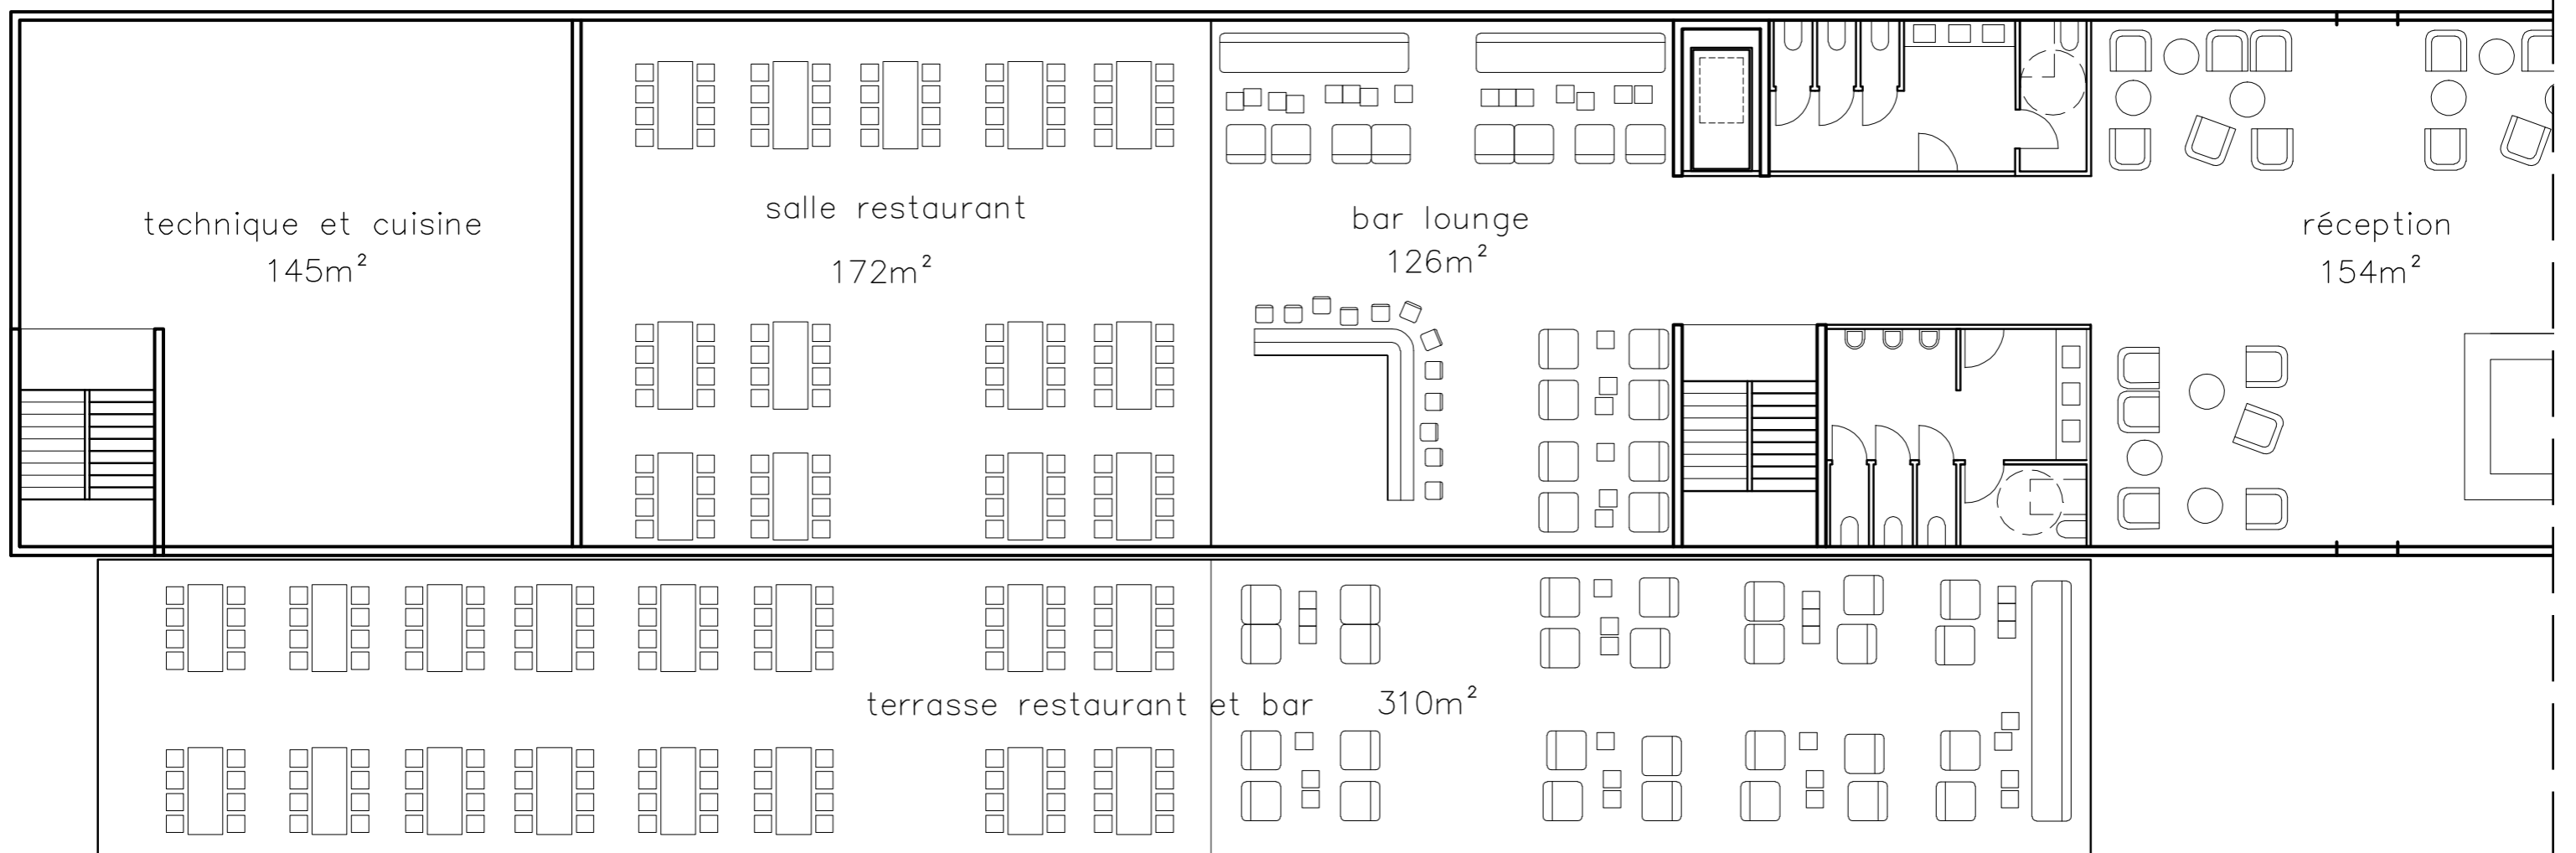 technique et cuisine
145m²
salle restaurant
172m²
bar lounge
126m²
réception
154m²
terrasse restaurant et bar 310m²